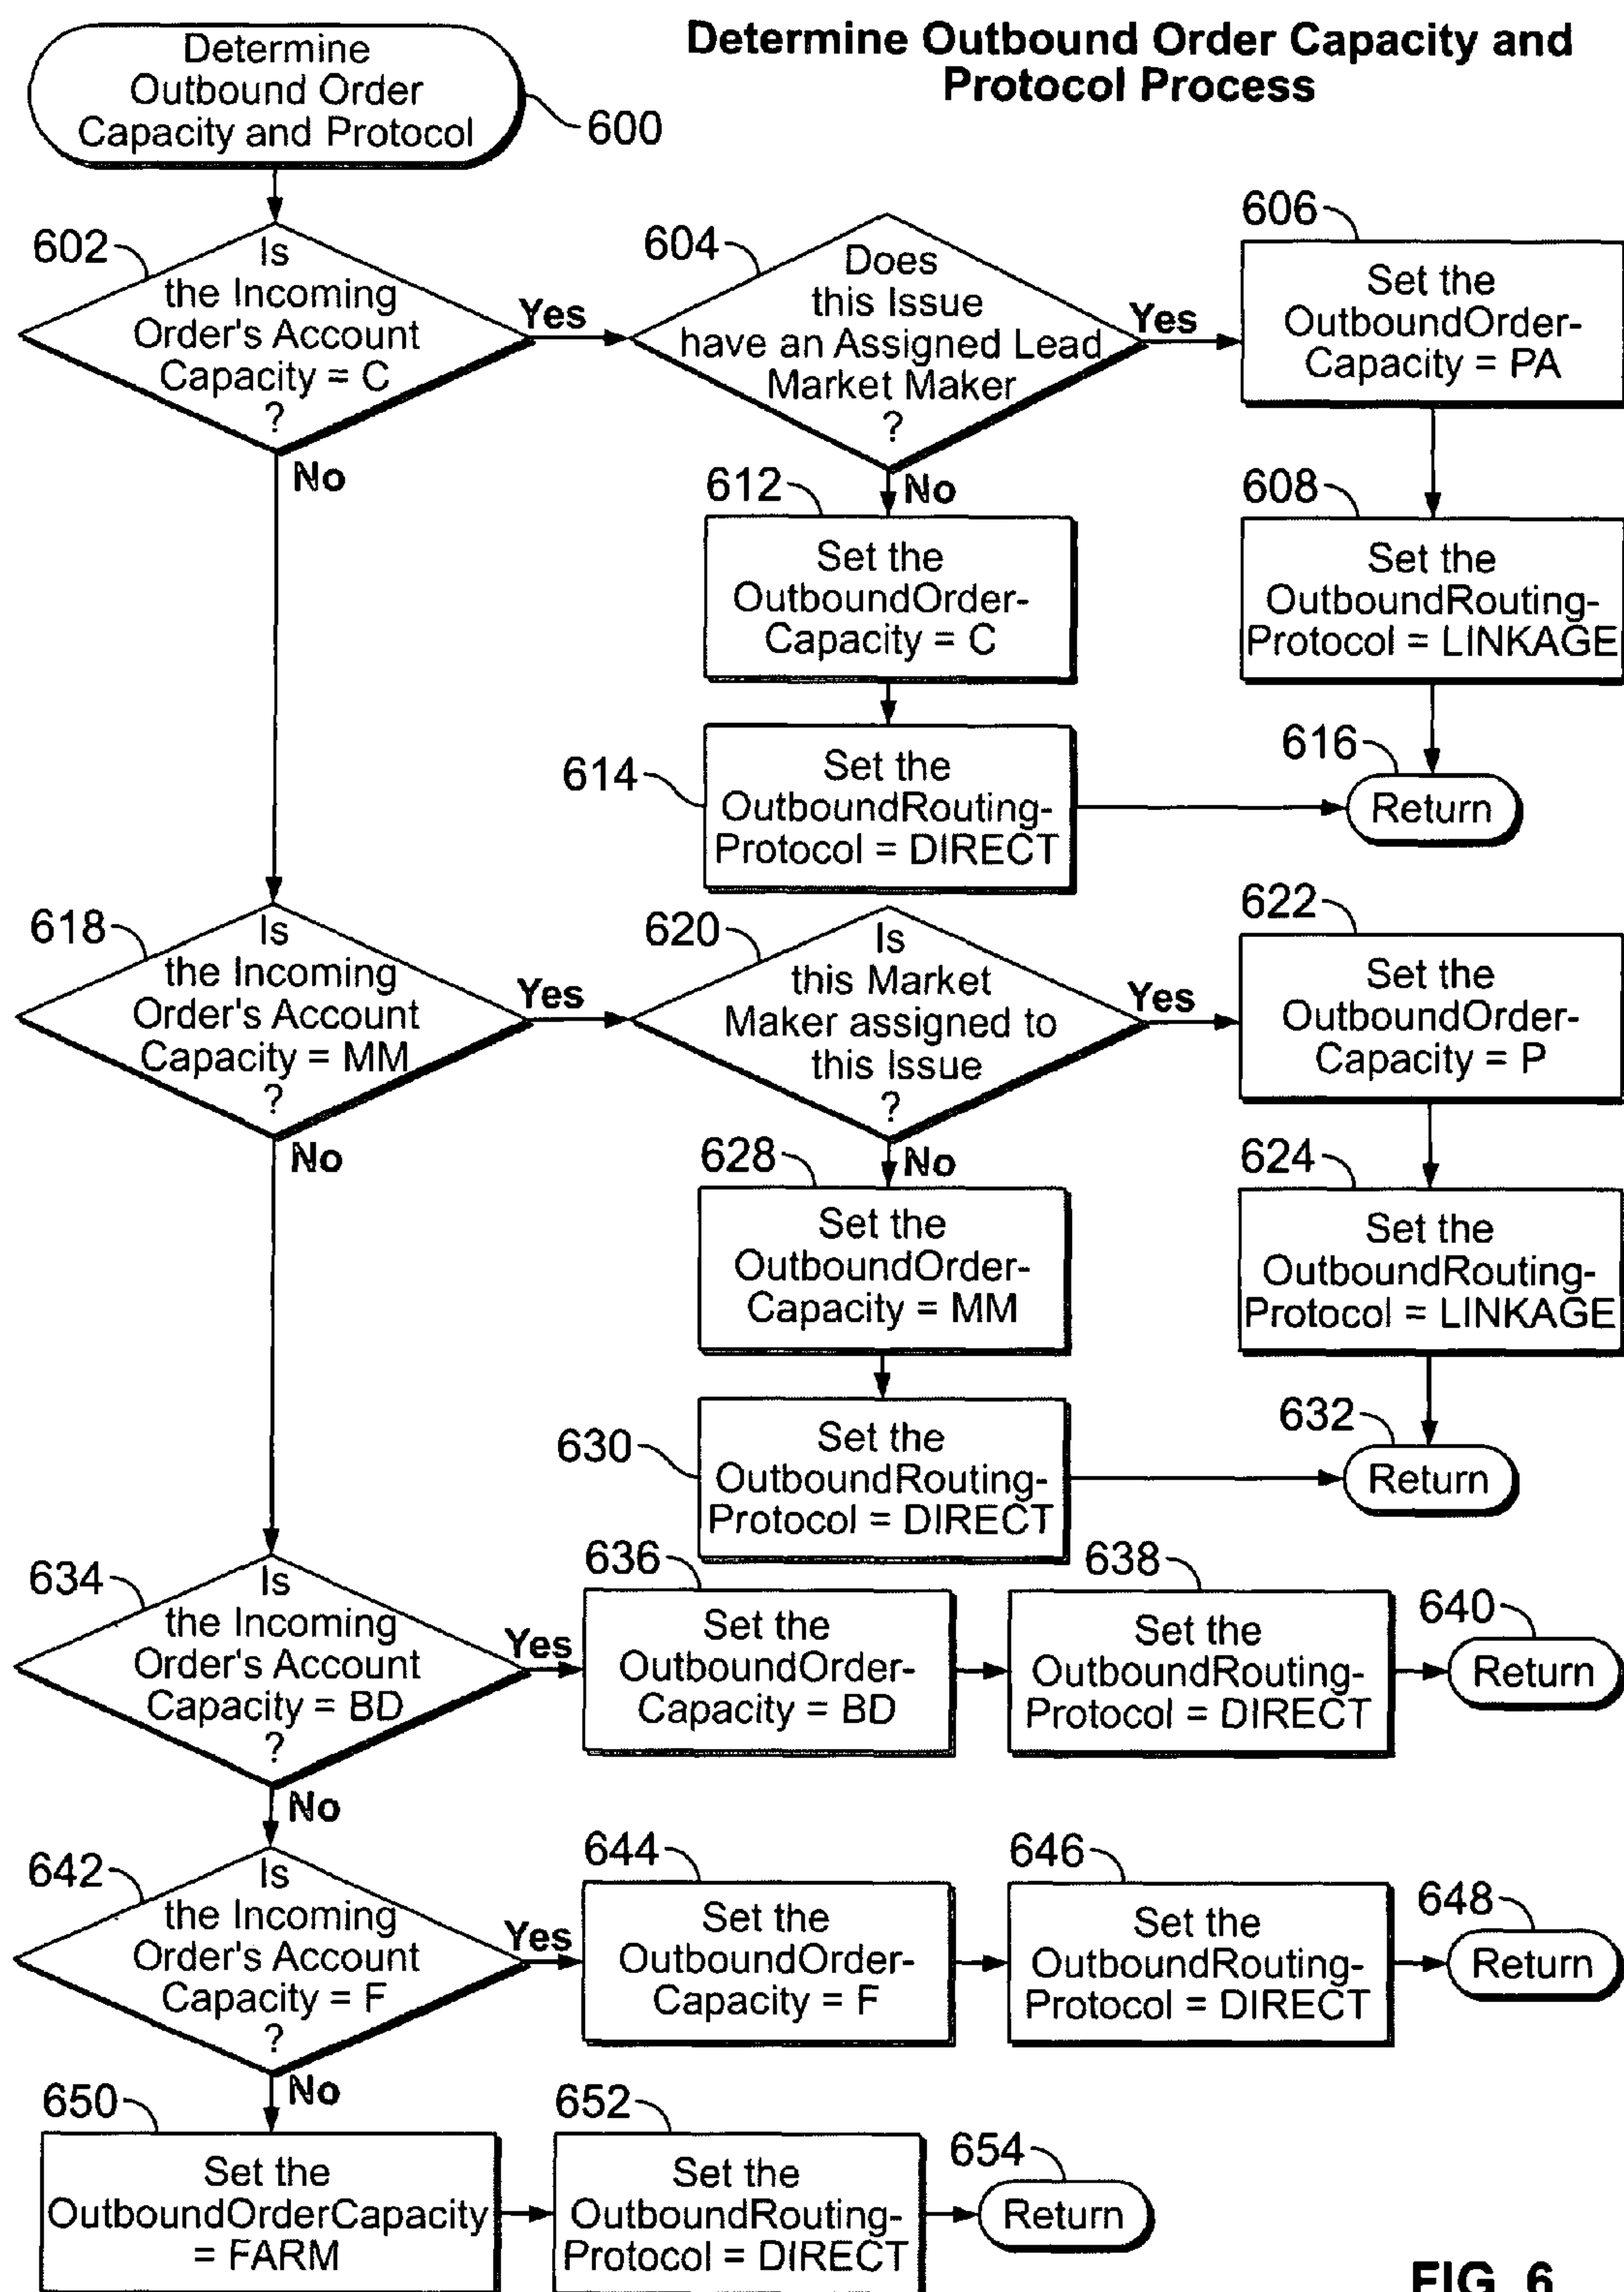 Determine Outbound Order Capacity and
Protocol Process
Determine
Outbound Order
Capacity and Protocol
600
602
Is
the Incoming
Order's Account
Capacity = C
?
Yes
No
604
Does
this Issue
have an Assigned Lead
Market Maker
?
Yes
No
606
Set the
OutboundOrder-
Capacity = PA
608
Set the
OutboundRouting-
Protocol = LINKAGE
612
Set the
OutboundOrder-
Capacity = C
614
Set the
OutboundRouting-
Protocol = DIRECT
616
Return
618
Is
the Incoming
Order's Account
Capacity = MM
?
Yes
No
620
Is
this Market
Maker assigned to
this Issue
?
Yes
No
622
Set the
OutboundOrder-
Capacity = P
624
Set the
OutboundRouting-
Protocol = LINKAGE
628
Set the
OutboundOrder-
Capacity = MM
630
Set the
OutboundRouting-
Protocol = DIRECT
632
Return
634
Is
the Incoming
Order's Account
Capacity = BD
?
Yes
No
636
Set the
OutboundOrder-
Capacity = BD
638
Set the
OutboundRouting-
Protocol = DIRECT
640
Return
642
Is
the Incoming
Order's Account
Capacity = F
?
Yes
No
644
Set the
OutboundOrder-
Capacity = F
646
Set the
OutboundRouting-
Protocol = DIRECT
648
Return
650
Set the
OutboundOrderCapacity
= FARM
652
Set the
OutboundRouting-
Protocol = DIRECT
654
Return
FIG. 6